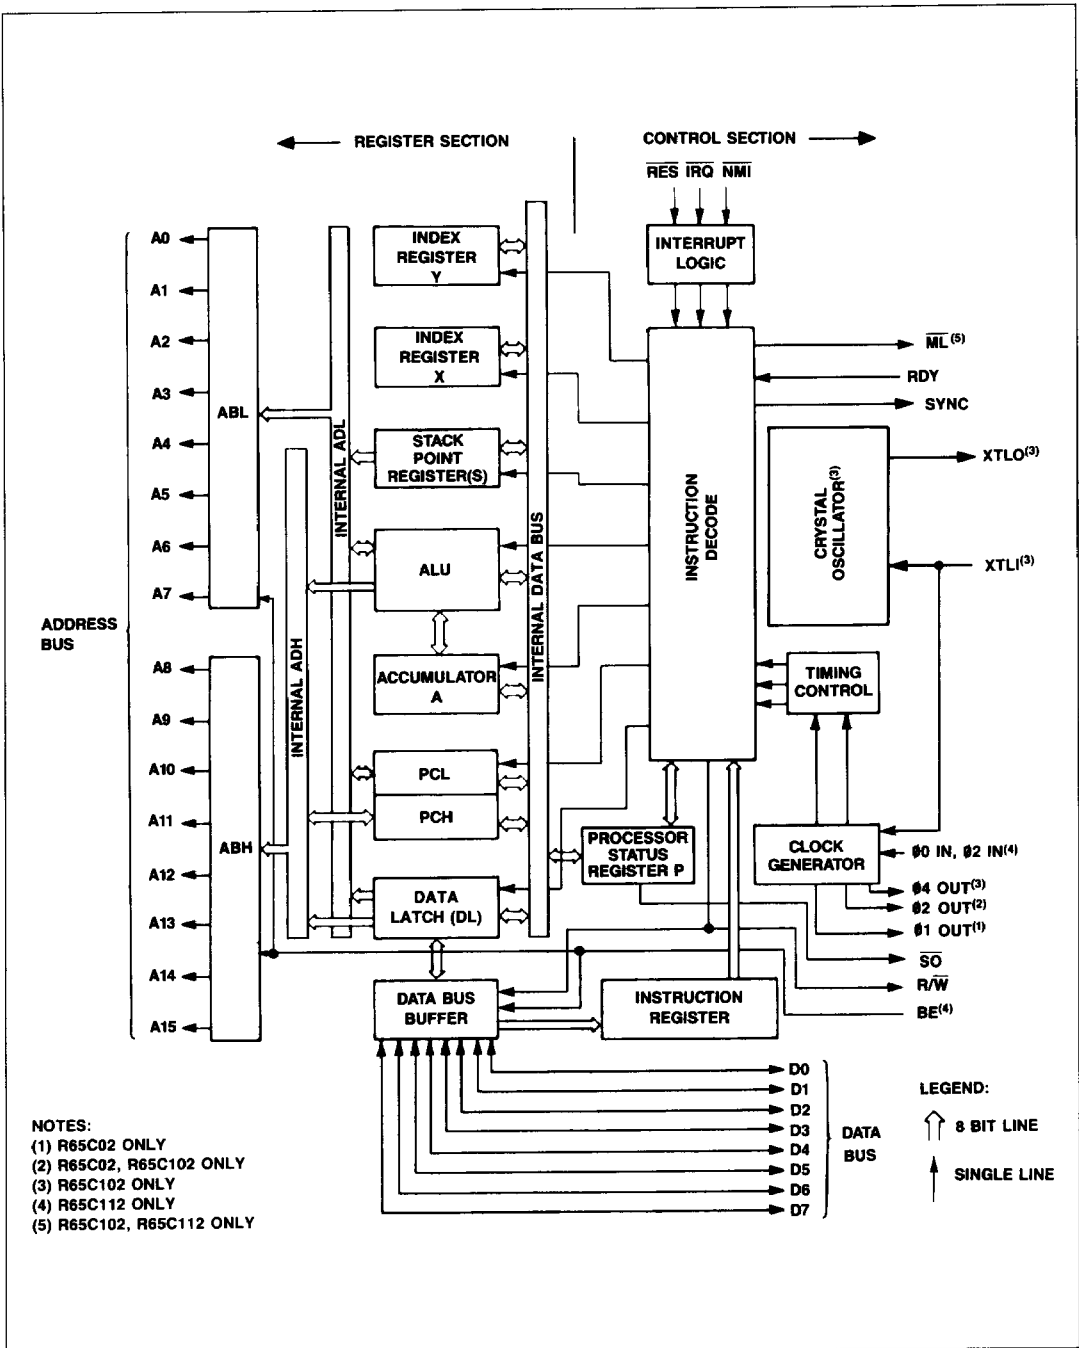 REGISTER SECTION
CONTROL SECTION
RES IRQ NMI
INTERRUPT
LOGIC
ADDRESS
BUS
A0
A1
A2
A3
A4
A5
A6
A7
A8
A9
A10
A11
A12
A13
A14
A15
ABL
ABH
INTERNAL ADL
INTERNAL ADH
INDEX
REGISTER
Y
INDEX
REGISTER
X
STACK
POINT
REGISTER(S)
ALU
ACCUMULATOR
A
PCL
PCH
DATA
LATCH (DL)
DATA BUS
BUFFER
INTERNAL DATA BUS
INSTRUCTION
DECODE
PROCESSOR
STATUS
REGISTER P
INSTRUCTION
REGISTER
CRYSTAL
OSCILLATOR(3)
TIMING
CONTROL
CLOCK
GENERATOR
ML(5)
RDY
SYNC
XTLO(3)
XTLI(3)
Ø0 IN, Ø2 IN(4)
Ø4 OUT(3)
Ø2 OUT(2)
Ø1 OUT(1)
SO
R/W
BE(4)
D0
D1
D2
D3
D4
D5
D6
D7
DATA
BUS
LEGEND:
8 BIT LINE
SINGLE LINE
NOTES:
(1) R65C02 ONLY
(2) R65C02, R65C102 ONLY
(3) R65C102 ONLY
(4) R65C112 ONLY
(5) R65C102, R65C112 ONLY